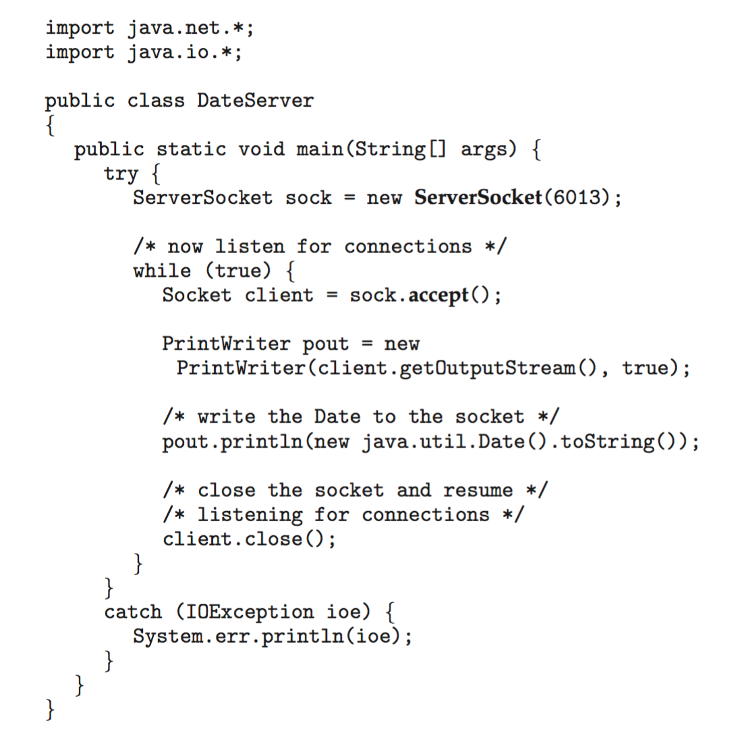 import java.net.*;
import java.io.*;
public class DateServer
{
public static void main(String[] args) {
try {
ServerSocket sock = new ServerSocket(6013);
/* now listen for connections */
while (true) {
Socket client = sock.accept();
PrintWriter pout = new
PrintWriter(client.getOutputStream(), true);
/* write the Date to the socket */
pout.println(new java.util.Date().toString());
/* close the socket and resume */
/* listening for connections */
client.close();
}
}
catch (IOException ioe) {
System.err.println(ioe);
}
}
}